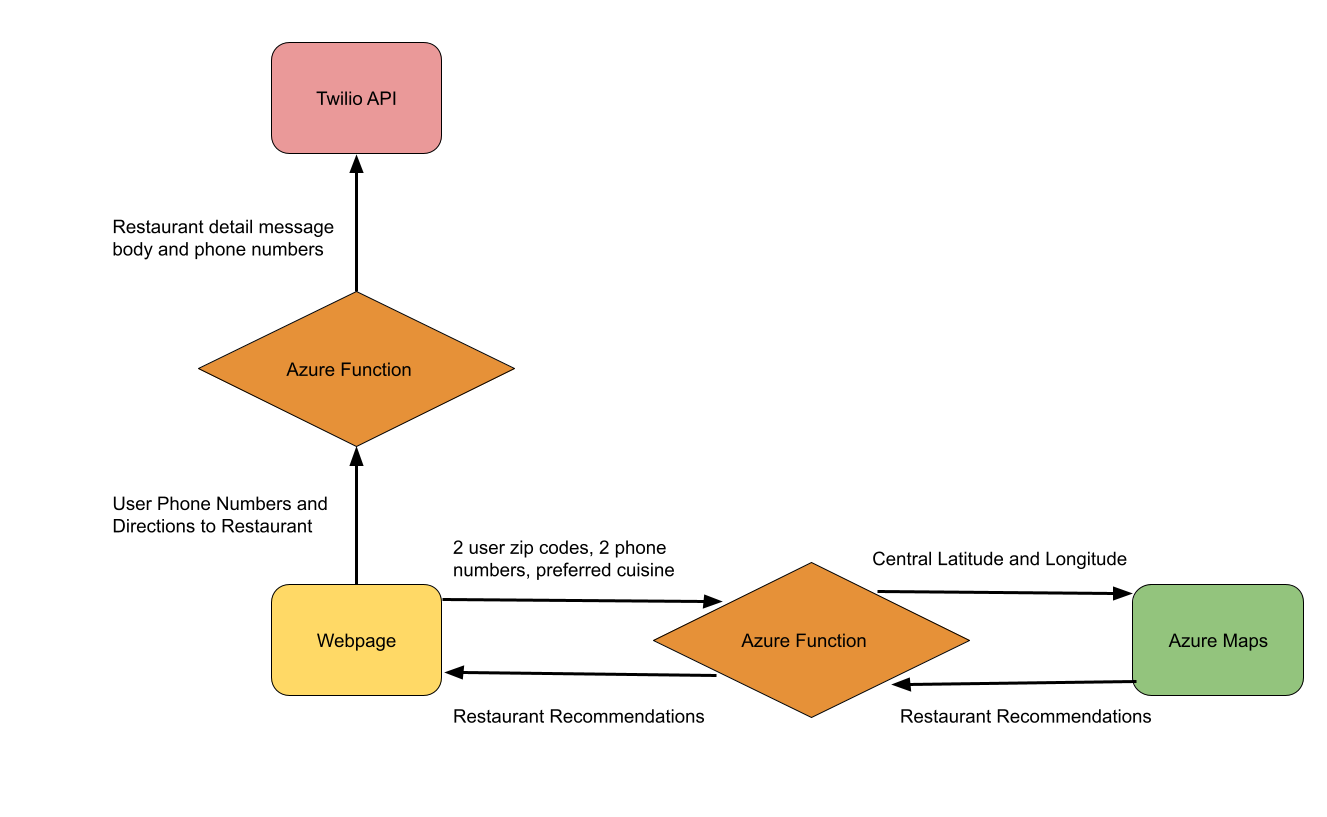 Twilio API
Restaurant detail message
body and phone numbers
Azure Function
User Phone Numbers and
Directions to Restaurant
2 user zip codes, 2 phone
numbers, preferred cuisine
Central Latitude and Longitude
Webpage
Azure Function
Azure Maps
Restaurant Recommendations
Restaurant Recommendations